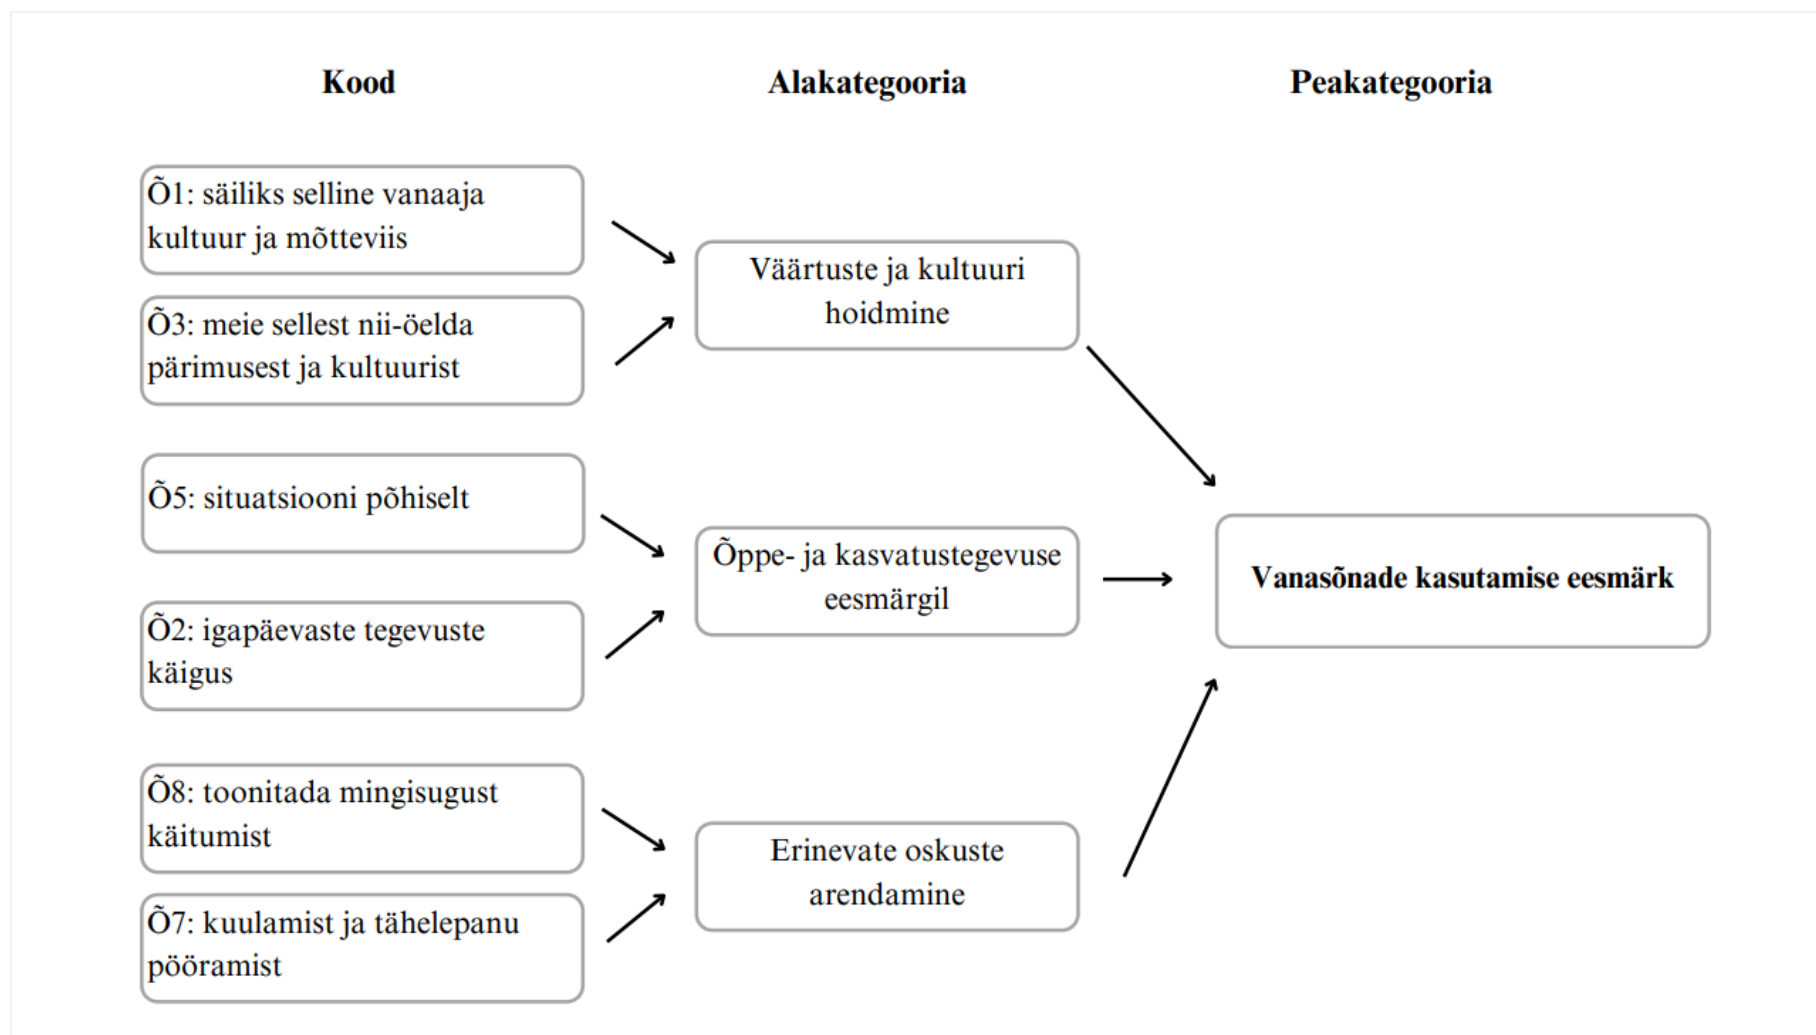 Kood
Alakategooria
Peakategooria
Õ1: säiliks selline vanaaja
kultuur ja mõtteviis
Õ3: meie sellest nii-öelda
pärimusest ja kultuurist
Väärtuste ja kultuuri
hoidmine
Õ5: situatsiooni põhiselt
Õ2: igapäevaste tegevuste
käigus
Õppe- ja kasvatustegevuse
eesmärgil
Õ8: toonitada mingisugust
käitumist
Õ7: kuulamist ja tähelepanu
pööramist
Erinevate oskuste
arendamine
Vanasõnade kasutamise eesmärk